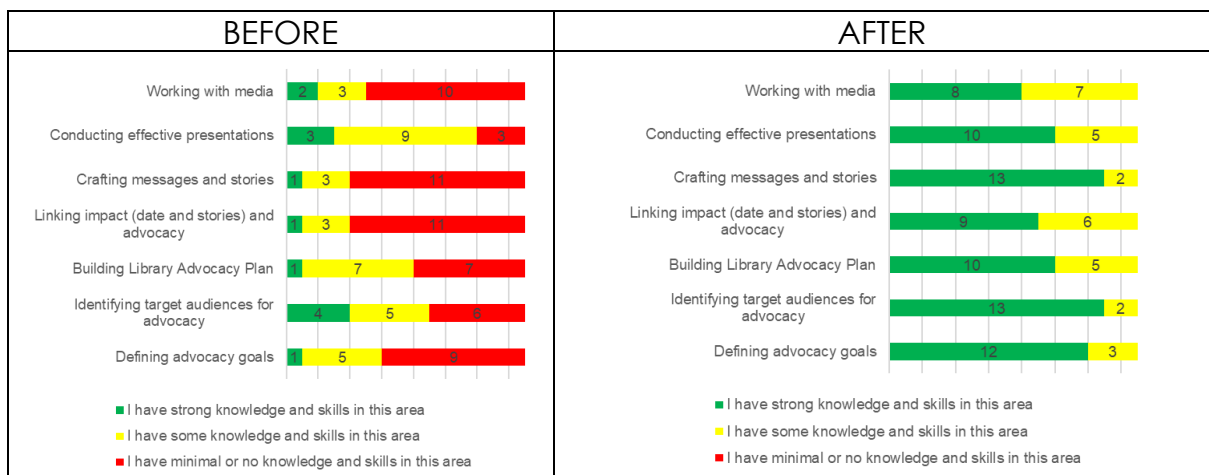 BEFORE
AFTER
Working with media
2 3 10
Conducting effective presentations
3 9 3
Crafting messages and stories
1 3 11
Linking impact (date and stories) and
advocacy
1 3 11
Building Library Advocacy Plan
1 7 7
Identifying target audiences for
advocacy
4 5 6
Defining advocacy goals
1 5 9
I have strong knowledge and skills in this area
I have some knowledge and skills in this area
I have minimal or no knowledge and skills in this area
Working with media
8 7
Conducting effective presentations
10 5
Crafting messages and stories
13 2
Linking impact (date and stories) and
advocacy
9 6
Building Library Advocacy Plan
10 5
Identifying target audiences for
advocacy
13 2
Defining advocacy goals
12 3
I have strong knowledge and skills in this area
I have some knowledge and skills in this area
I have minimal or no knowledge and skills in this area